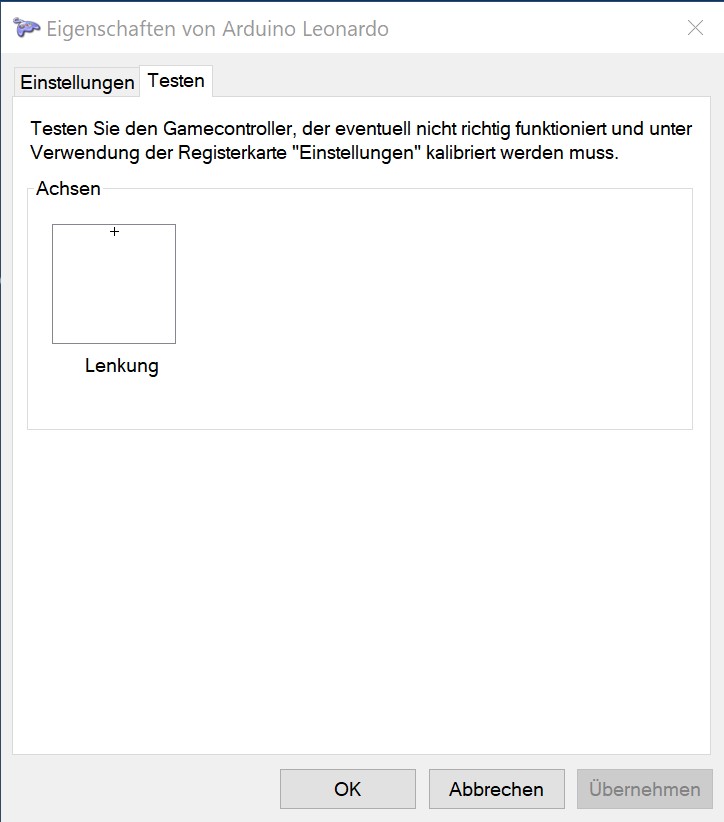 Eigenschaften von Arduino Leonardo
Einstellungen Testen
Testen Sie den Gamecontroller, der eventuell nicht richtig funktioniert und unter
Verwendung der Registerkarte "Einstellungen" kalibriert werden muss.
Achsen
Lenkung
OK Abbrechen Übernehmen